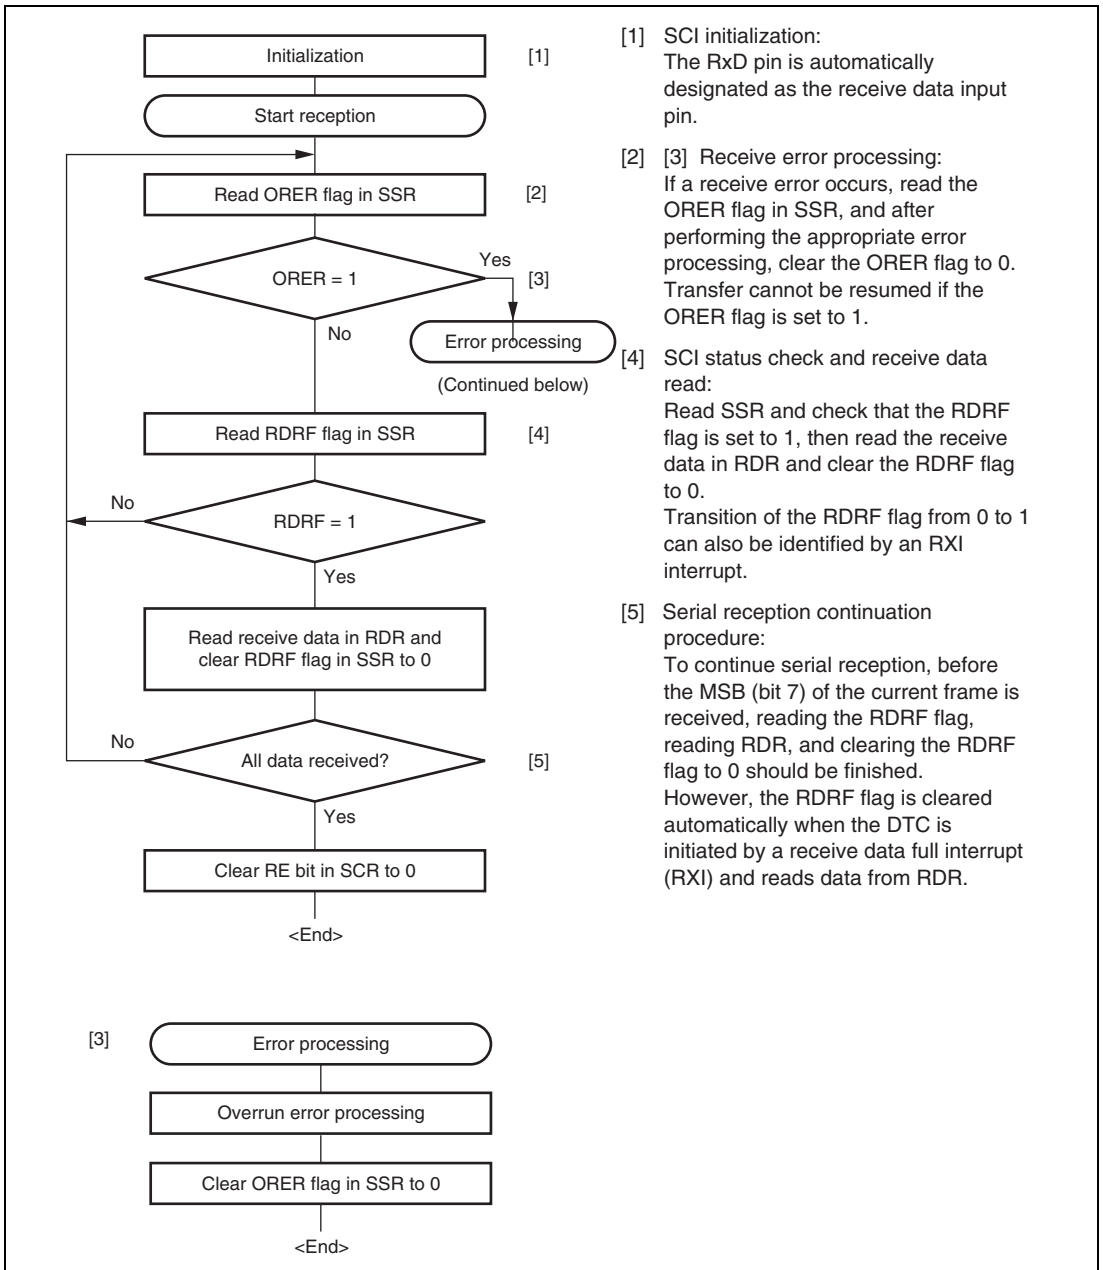 Initialization
[1]
Start reception
Read ORER flag in SSR
[2]
ORER = 1
Yes
[3]
No
Error processing
(Continued below)
Read RDRF flag in SSR
[4]
No
RDRF = 1
Yes
Read receive data in RDR and
clear RDRF flag in SSR to 0
No
All data received?
[5]
Yes
Clear RE bit in SCR to 0
<End>
[1] SCI initialization:
The RxD pin is automatically
designated as the receive data input
pin.
[2] [3] Receive error processing:
If a receive error occurs, read the
ORER flag in SSR, and after
performing the appropriate error
processing, clear the ORER flag to 0.
Transfer cannot be resumed if the
ORER flag is set to 1.
[4] SCI status check and receive data
read:
Read SSR and check that the RDRF
flag is set to 1, then read the receive
data in RDR and clear the RDRF flag
to 0.
Transition of the RDRF flag from 0 to 1
can also be identified by an RXI
interrupt.
[5] Serial reception continuation
procedure:
To continue serial reception, before
the MSB (bit 7) of the current frame is
received, reading the RDRF flag,
reading RDR, and clearing the RDRF
flag to 0 should be finished.
However, the RDRF flag is cleared
automatically when the DTC is
initiated by a receive data full interrupt
(RXI) and reads data from RDR.
[3]
Error processing
Overrun error processing
Clear ORER flag in SSR to 0
<End>